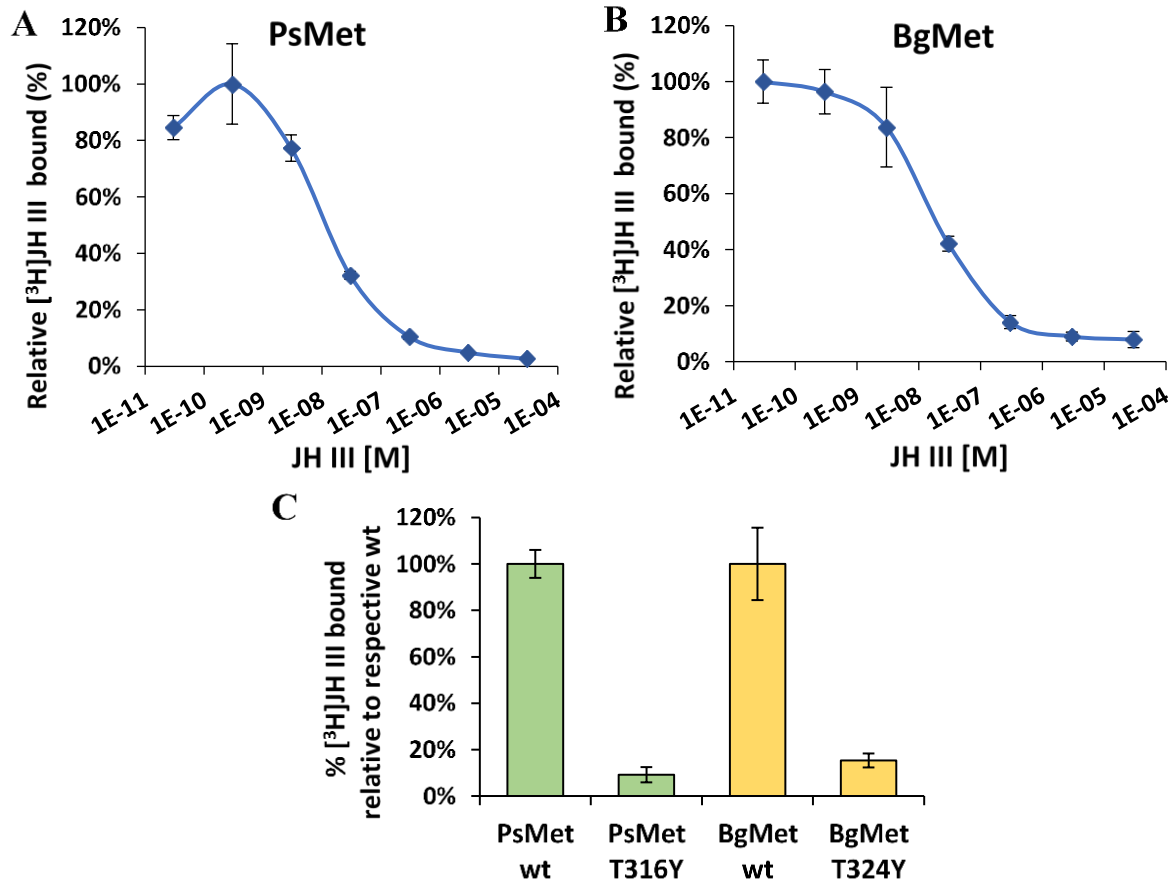 A
PsMet
Relative [³H]JH III bound (%)
120%
100%
80%
60%
40%
20%
0%
1E-11
1E-10
1E-09
1E-08
1E-07
1E-06
1E-05
1E-04
JH III [M]
B
BgMet
Relative [³H]JH III bound (%)
120%
100%
80%
60%
40%
20%
0%
1E-11
1E-10
1E-09
1E-08
1E-07
1E-06
1E-05
1E-04
JH III [M]
C
% [³H]JH III bound
relative to respective wt
120%
100%
80%
60%
40%
20%
0%
PsMet
wt
PsMet
T316Y
BgMet
wt
BgMet
T324Y